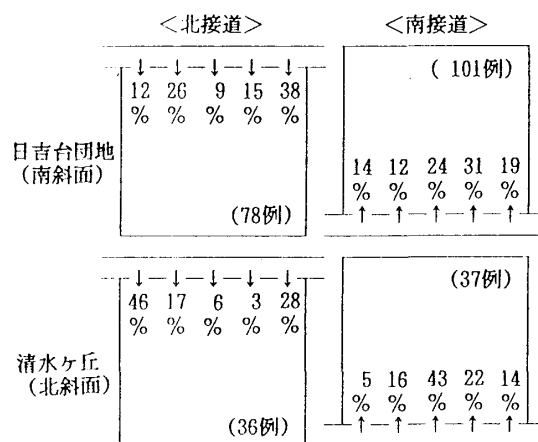 ＜北接道＞ ＜南接道＞
↓ ↓ ↓ ↓ ↓ ( 101例)
12 26 9 15 38
% % % % %
日吉台団地
(南斜面) 14 12 24 31 19
% % % % %
(78例) ↑ ↑ ↑ ↑ ↑
↓ ↓ ↓ ↓ ↓ (37例)
46 17 6 3 28
% % % % %
清水ヶ丘
(北斜面) 5 16 43 22 14
% % % % %
(36例) ↑ ↑ ↑ ↑ ↑